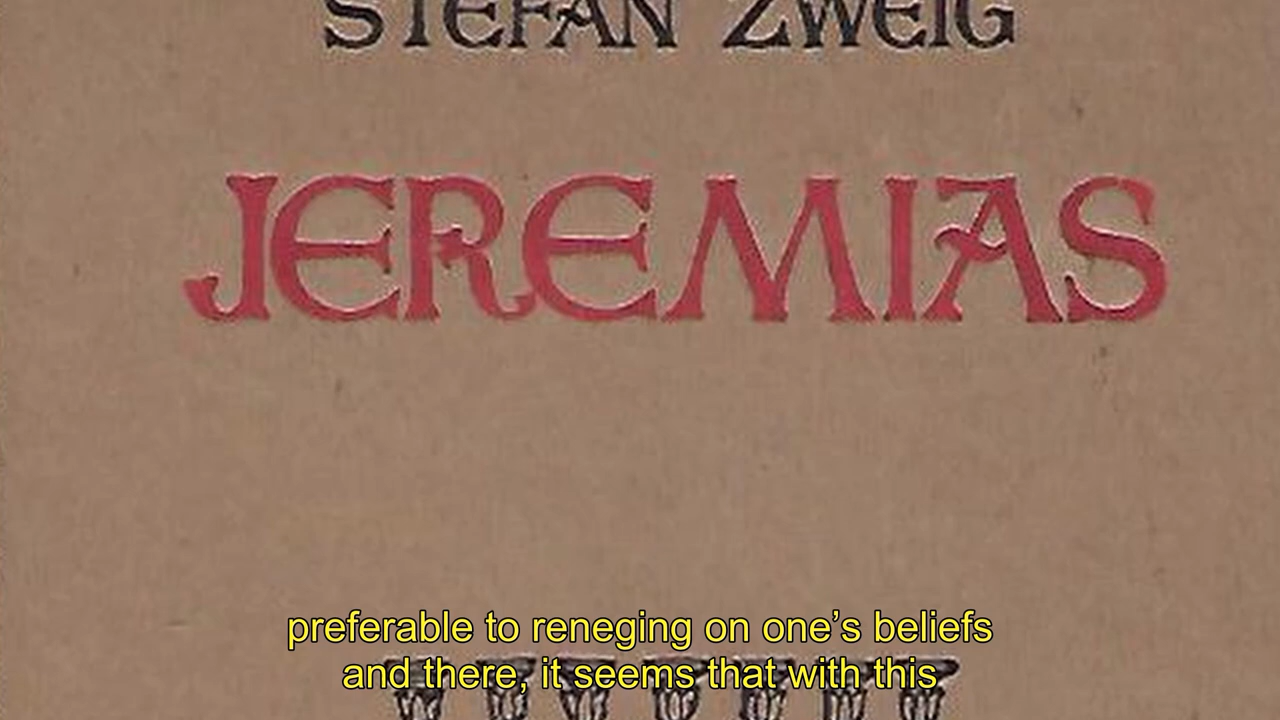 STEFAN ZWEIG
JEREMIAS
preferable to reneging on one’s beliefs
and there, it seems that with this